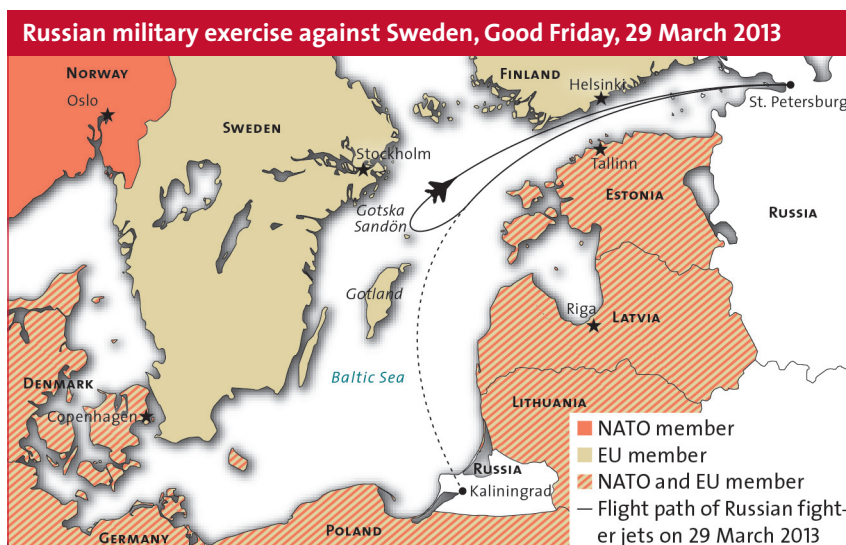 Russian military exercise against Sweden, Good Friday, 29 March 2013
NORWAY
Oslo
FINLAND
Helsinki
St. Petersburg
SWEDEN
Stockholm
Tallinn
Gotska
Sandön
ESTONIA
RUSSIA
Gotland
Riga
LATVIA
Baltic Sea
DENMARK
Copenhagen
LITHUANIA
RUSSIA
Kaliningrad
GERMANY
POLAND
NATO member
EU member
NATO and EU member
Flight path of Russian fight-
er jets on 29 March 2013